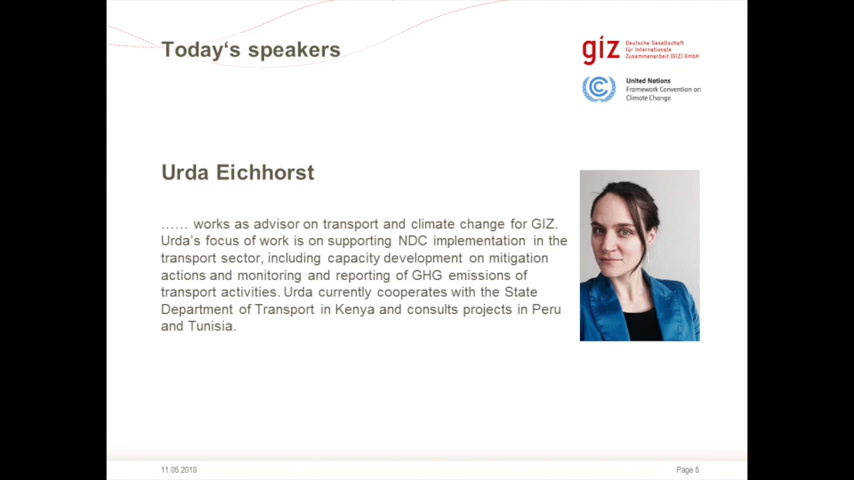 Today‘s speakers
giz Deutsche Gesellschaft
für Internationale
Zusammenarbeit (GIZ) GmbH
United Nations
Framework Convention on
Climate Change
Urda Eichhorst
…… works as advisor on transport and climate change for GIZ.
Urda’s focus of work is on supporting NDC implementation in the
transport sector, including capacity development on mitigation
actions and monitoring and reporting of GHG emissions of
transport activities. Urda currently cooperates with the State
Department of Transport in Kenya and consults projects in Peru
and Tunisia.
11.05.2018
Page 5